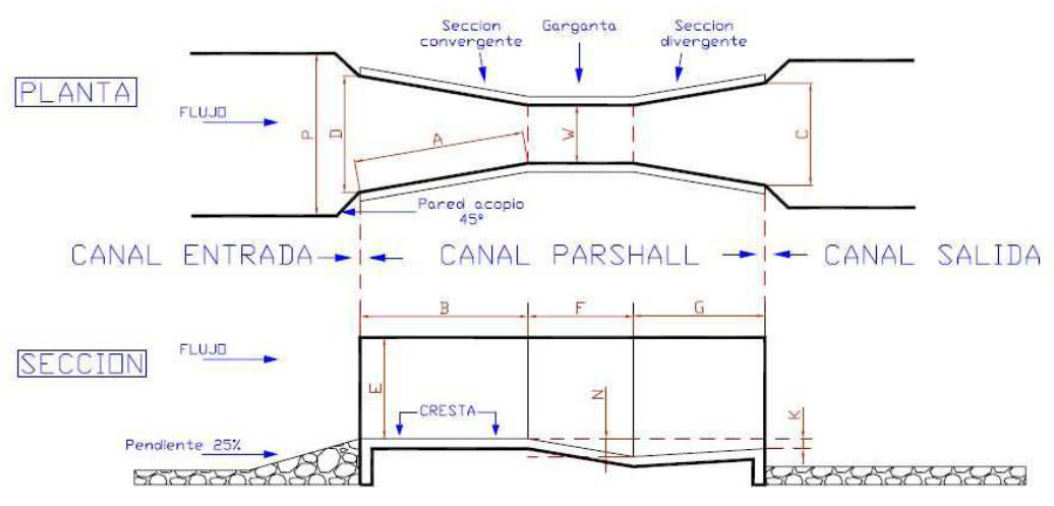 Seccion
convergente
Garganta
Seccion
divergente
PLANTA
FLUJO
P
D
A
W
C
Pared acopio
45º
CANAL ENTRADA
CANAL PARSHALL
CANAL SALIDA
B
F
G
SECCION
FLUJO
E
N
K
CRESTA
Pendiente 25%